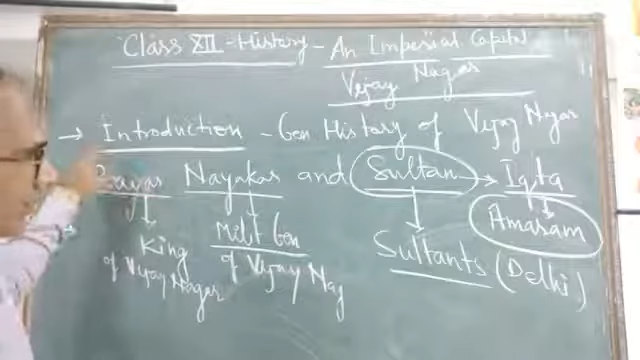 Class XII - History - An Imperial Capital
Vijay Nagar
→ Introduction - Gen History of Vijay Nagar
Rayas Nayakas and Sultan → Iqta
Amaram
King of Vijay Nagar
Milit Gen of Vijay Nag
Sultants (Delhi)